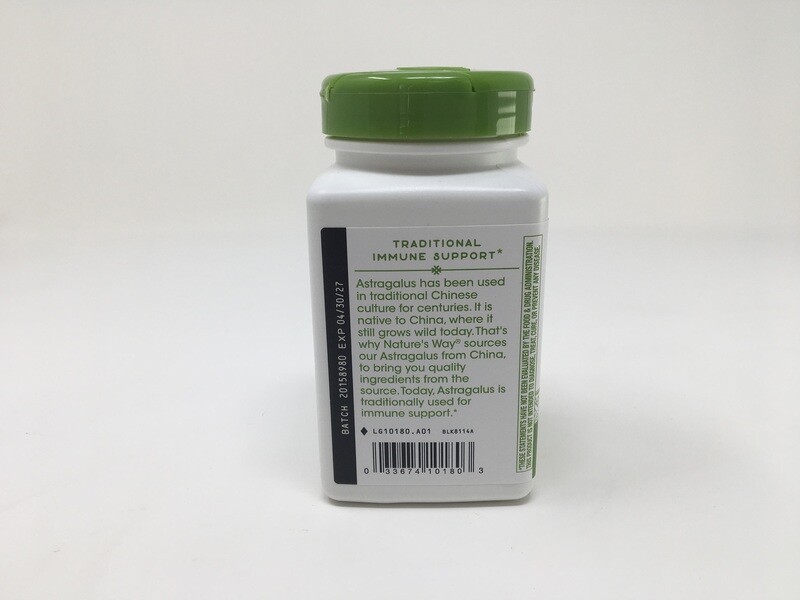 TRADITIONAL
IMMUNE SUPPORT*
Astragalus has been used
in traditional Chinese
culture for centuries. It is
native to China, where it
still grows wild today. That's
why Nature's Way® sources
our Astragalus from China,
to bring you quality
ingredients from the
source. Today, Astragalus is
traditionally used for
immune support.*
LG10180.A01 BLKB114A
0 33674 10180 3
BATCH 20158980 EXP 04/30/27
*THESE STATEMENTS HAVE NOT BEEN EVALUATED BY THE FOOD & DRUG ADMINISTRATION.
THIS PRODUCT IS NOT INTENDED TO DIAGNOSE, TREAT, CURE, OR PREVENT ANY DISEASE.